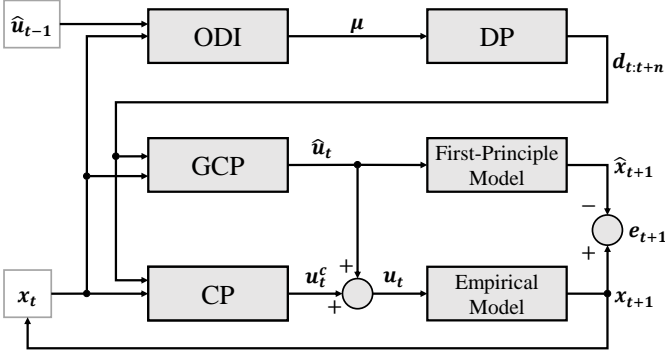 û_{t−1}
ODI
μ
DP
d_{t:t+n}
GCP
û_t
First-Principle
Model
x̂_{t+1}
−
e_{t+1}
+
x_t
CP
u_t^c
+
+
u_t
Empirical
Model
x_{t+1}